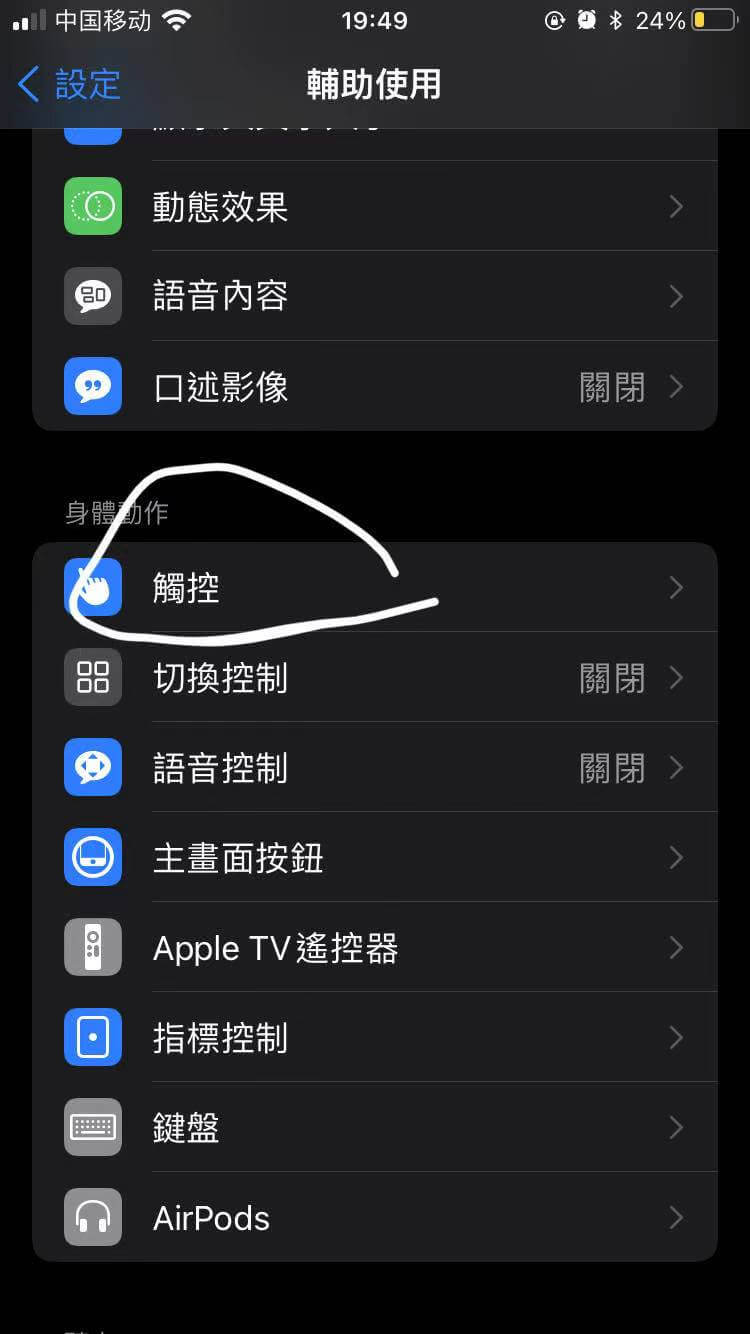 中国移动 19:49 24%
設定 輔助使用
動態效果
語音內容
口述影像 關閉
身體動作
觸控
切換控制 關閉
語音控制 關閉
主畫面按鈕
Apple TV遙控器
指標控制
鍵盤
AirPods